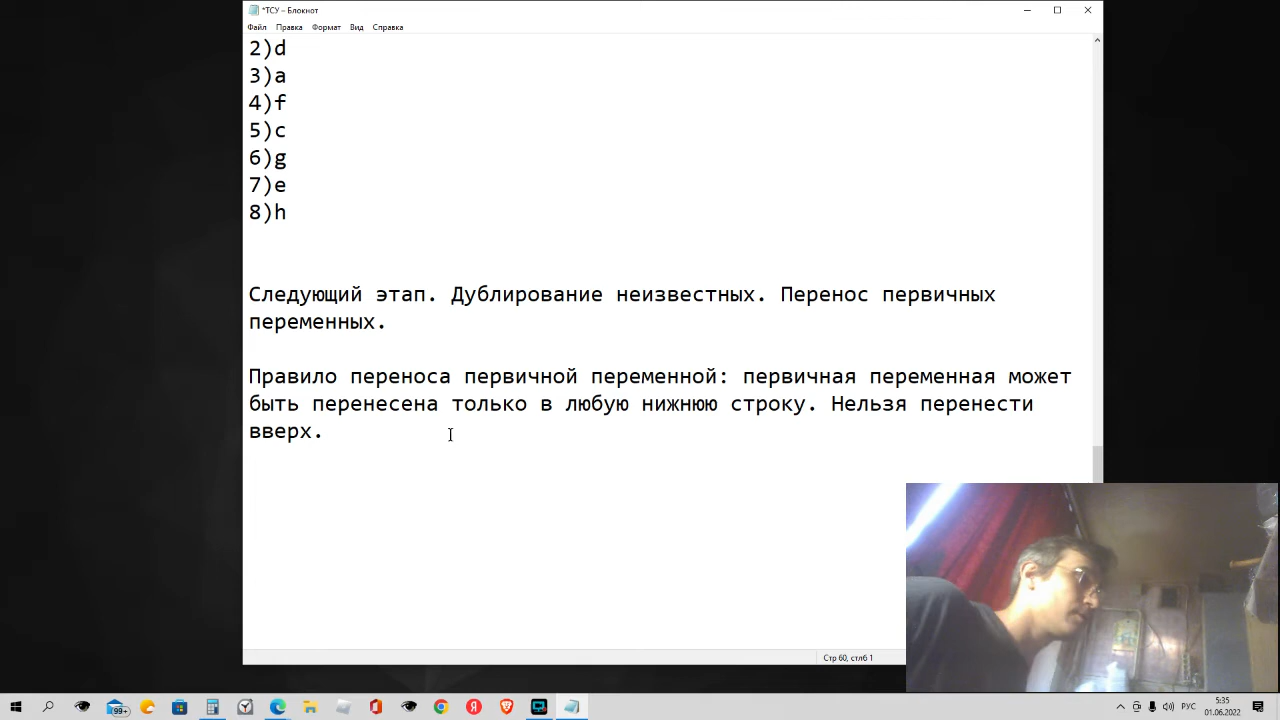 *ТСУ – Блокнот
Файл Правка Формат Вид Справка
2)d
3)a
4)f
5)c
6)g
7)e
8)h
Следующий этап. Дублирование неизвестных. Перенос первичных
переменных.
Правило переноса первичной переменной: первичная переменная может
быть перенесена только в любую нижнюю строку. Нельзя перенести
вверх.
Стр 60, стлб 1
99+
РУС
5:35
01.06.2022